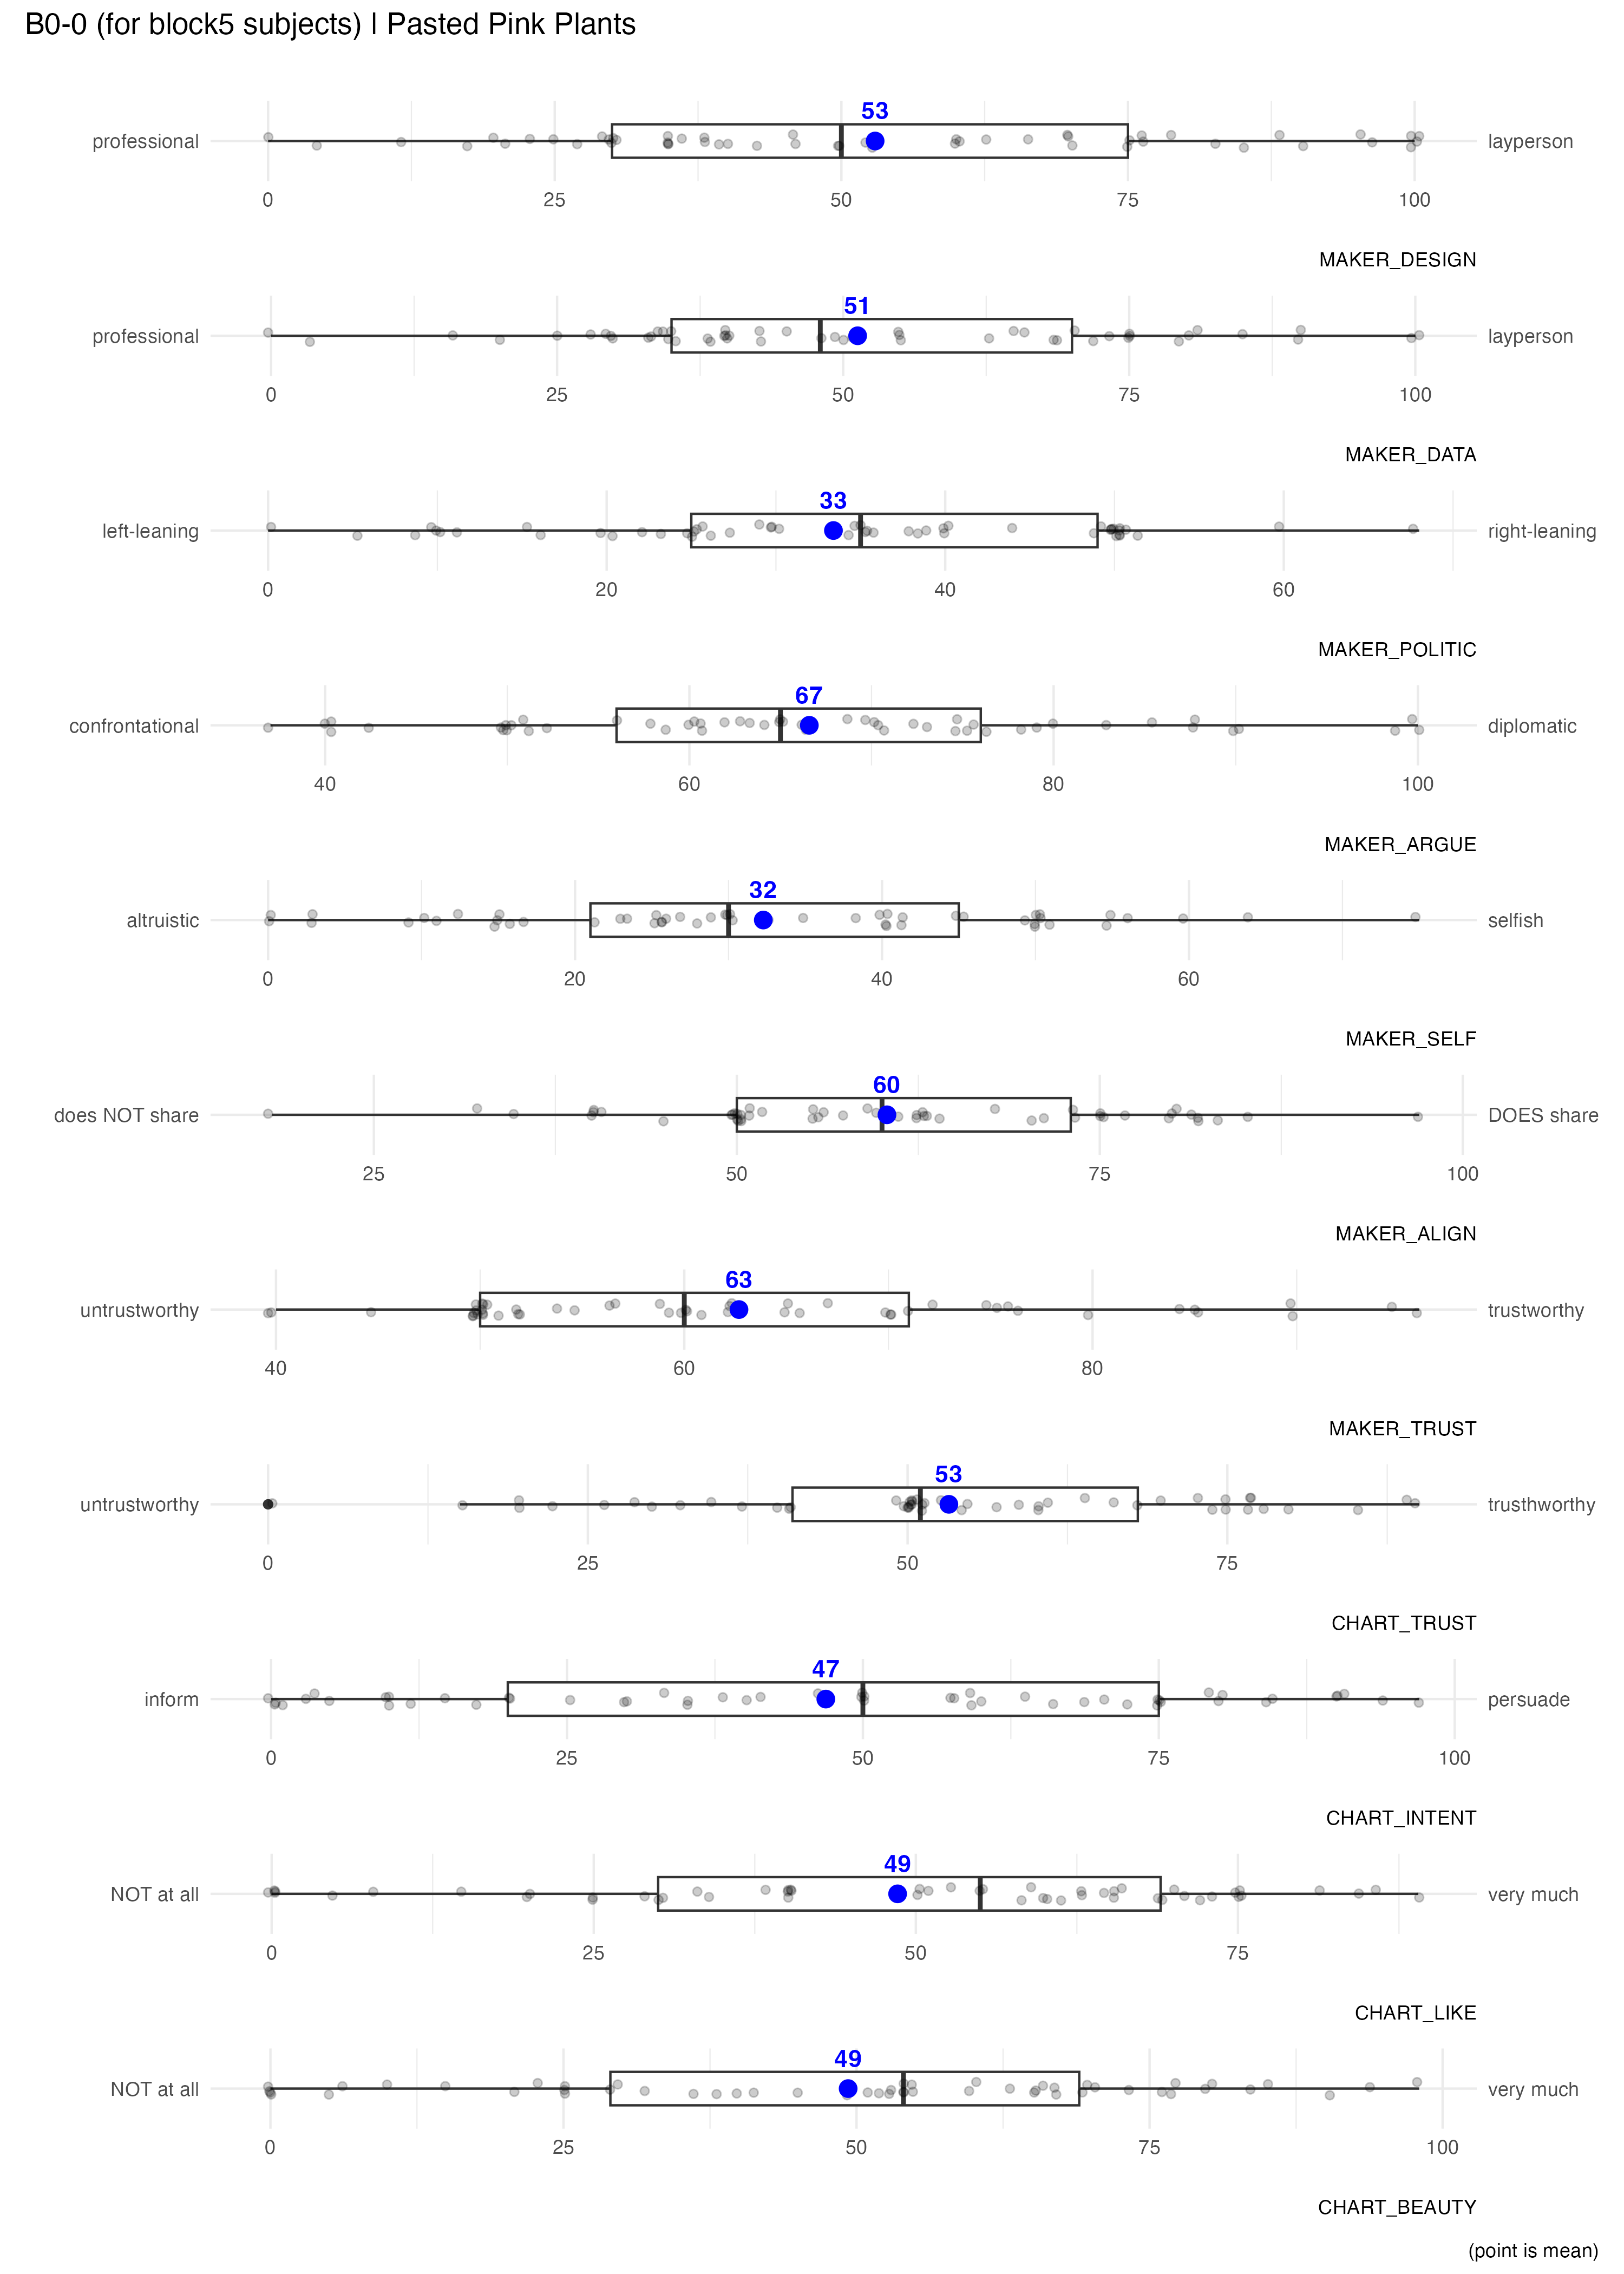 B0-0 (for block5 subjects) | Pasted Pink Plants
53
professional layperson
0 25 50 75 100
MAKER_DESIGN
51
professional layperson
0 25 50 75 100
MAKER_DATA
33
left-leaning right-leaning
0 20 40 60
MAKER_POLITIC
67
confrontational diplomatic
40 60 80 100
MAKER_ARGUE
32
altruistic selfish
0 20 40 60
MAKER_SELF
60
does NOT share DOES share
25 50 75 100
MAKER_ALIGN
63
untrustworthy trustworthy
40 60 80
MAKER_TRUST
53
untrustworthy trusthworthy
0 25 50 75
CHART_TRUST
47
inform persuade
0 25 50 75 100
CHART_INTENT
49
NOT at all very much
0 25 50 75
CHART_LIKE
49
NOT at all very much
0 25 50 75 100
CHART_BEAUTY
(point is mean)